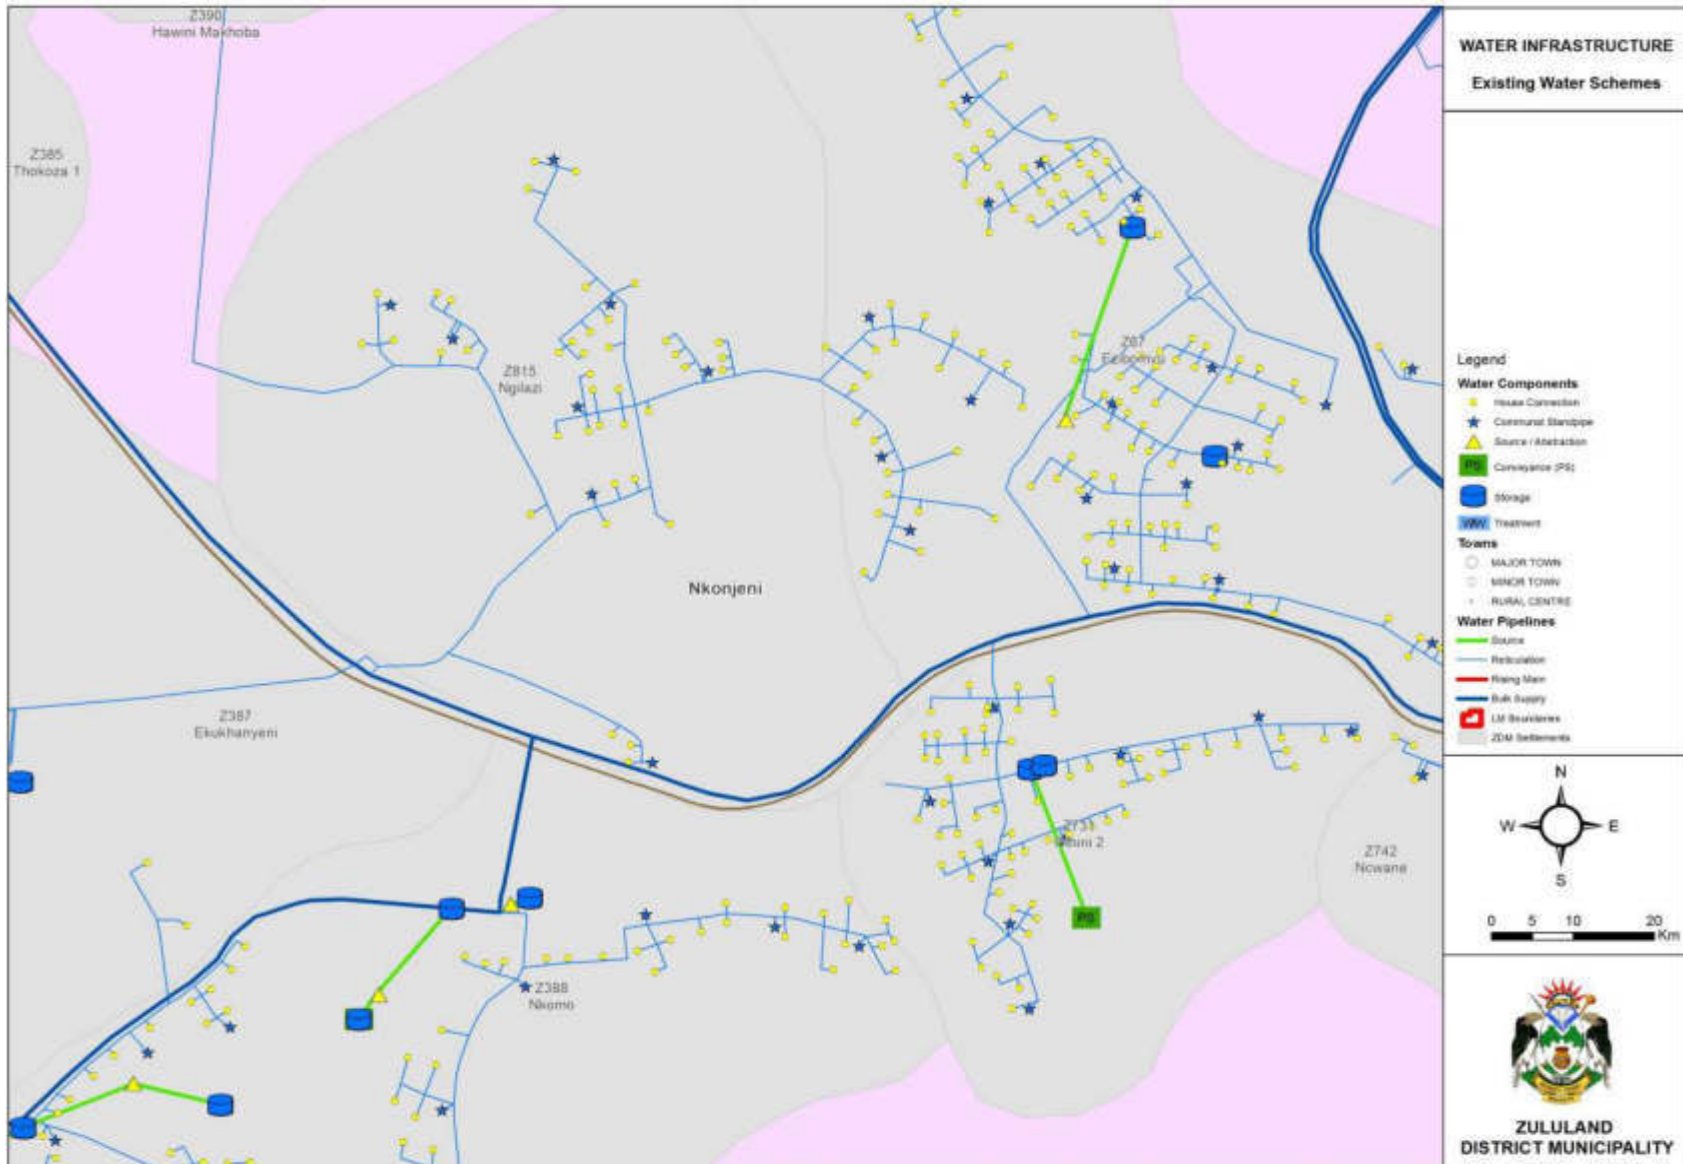 Z390
Hawini Makhoba
Z385
Thokoza 1
Z815
Ngilazi
Z67
Nkonjeni
Z387
Ekukhanyeni
Z388
Nkomo
Z742
Ncwane
PS
WATER INFRASTRUCTURE
Existing Water Schemes
Legend
Water Components
House Connection
Communal Standpipe
Source / Abstraction
PS Conveyance (PS)
Storage
WW Treatment
Towns
MAJOR TOWN
MINOR TOWN
RURAL CENTRE
Water Pipelines
Source
Reticulation
Rising Main
Bulk Supply
LM Boundaries
ZDM Settlements
N
W E
S
0 5 10 20
Km
ZULULAND
DISTRICT MUNICIPALITY